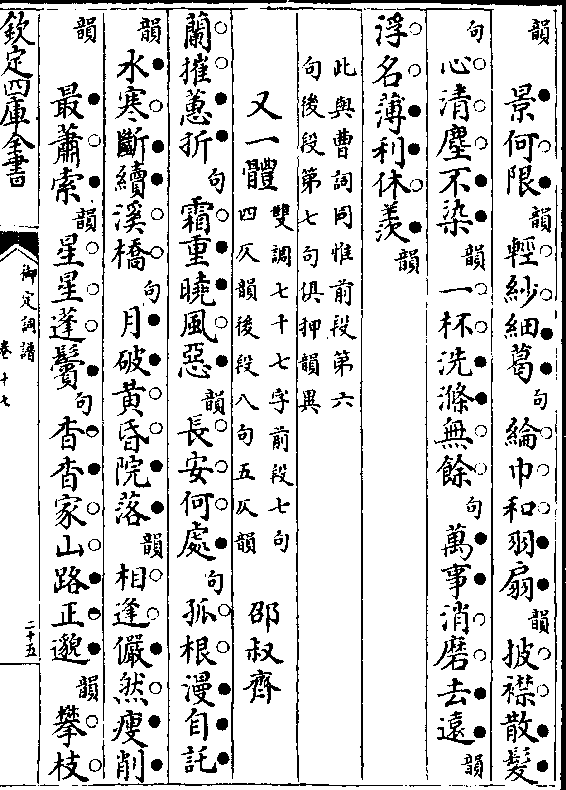 韻 景何限 韻 輕紗細葛 句 綸巾和羽扇 韻 披襟散髮
句 心清塵不染 韻 一杯洗滌無餘 句 萬事消磨去遠 韻
浮名薄利休羨 韻
此與曹詞同惟前段第六
句後段第七句俱押韻異
又一體 雙調七十七字前段七句
四仄韻後段八句五仄韻 邵叔齊
蘭摧蕙折 句 霜重曉風惡 韻 長安何處 句 孤根漫自託
韻 水寒斷續溪橋 句 月破黃昏院落 韻 相逢儼然瘦削
韻 最蕭索 韻 星星蓬鬢 句 杳杳家山路正邈 韻 攀枝
欽定四庫全書
御定詞譜
卷十七
二十五